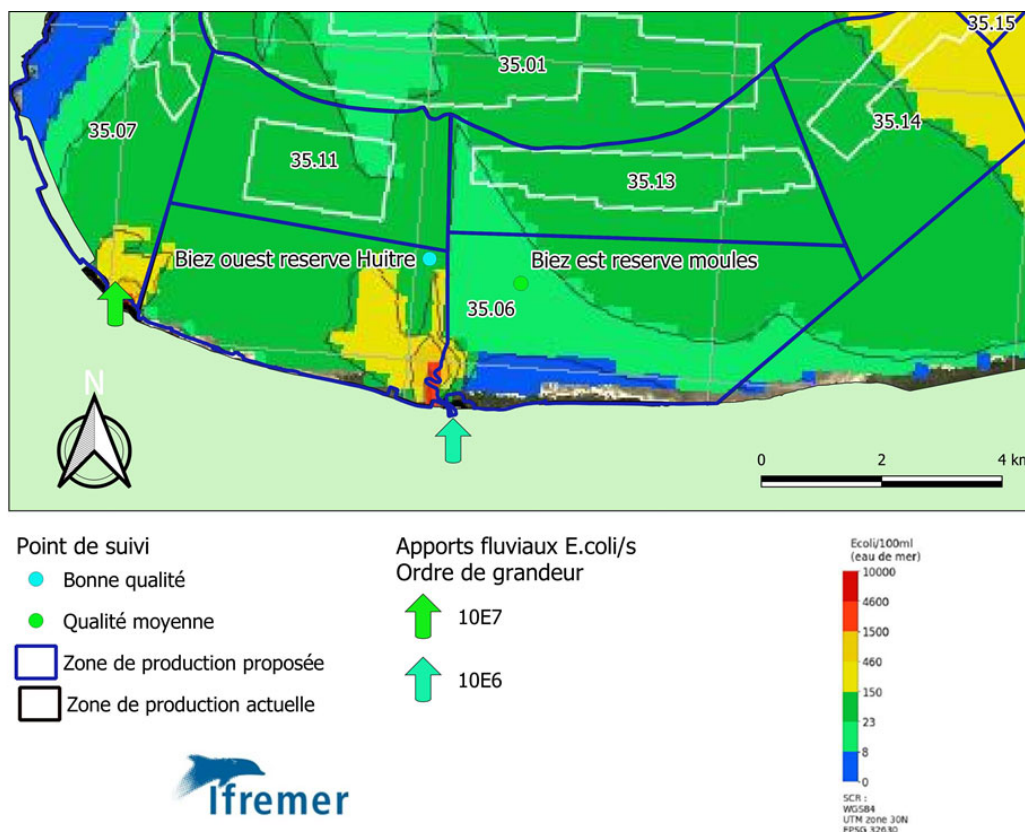 35.15
35.01
35.07
35.14
35.11
35.13
Biez ouest reserve Huitre
Biez est reserve moules
35.06
N
0 2 4 km
Point de suivi
Bonne qualité
Qualité moyenne
Zone de production proposée
Zone de production actuelle
Apports fluviaux E.coli/s
Ordre de grandeur
10E7
10E6
Ecoli/100ml
(eau de mer)
10000
4600
1500
460
150
23
8
0
SCR :
WGS84
UTM zone 30N
EPSG 32630
Ifremer